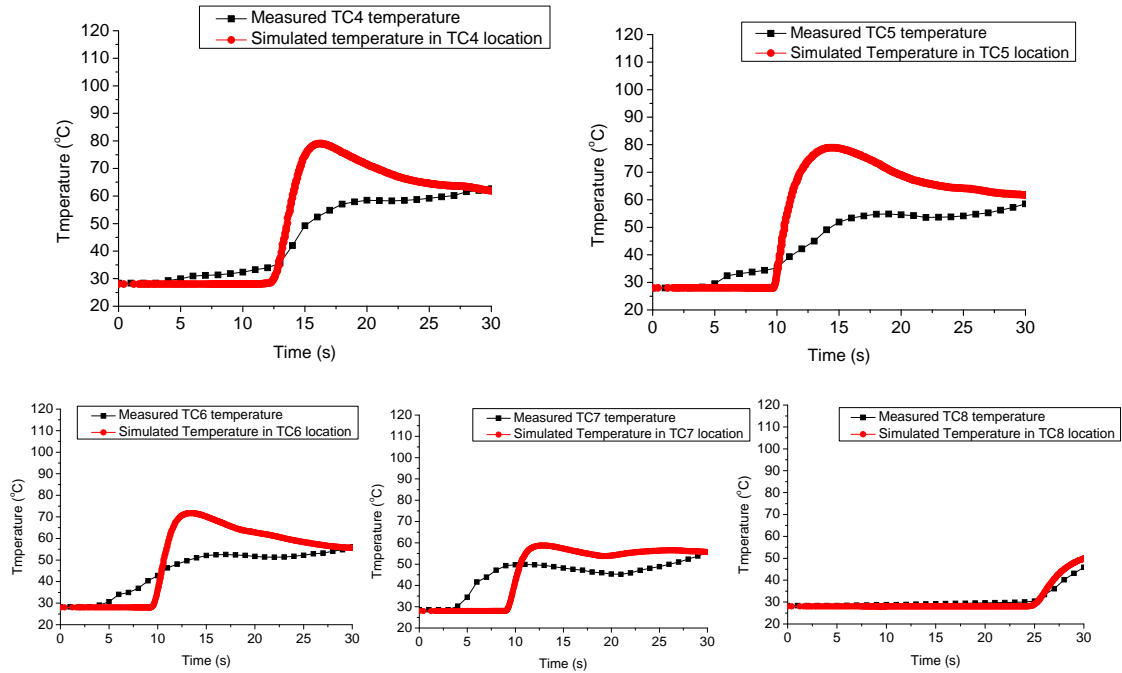 Measured TC4 temperature
Simulated temperature in TC4 location
120
110
100
90
80
70
60
50
40
30
20
Tmperature (°C)
0 5 10 15 20 25 30
Time (s)
Measured TC5 temperature
Simulated Temperature in TC5 location
120
110
100
90
80
70
60
50
40
30
20
Tmperature (°C)
0 5 10 15 20 25 30
Time (s)
Measured TC6 temperature
Simulated Temperature in TC6 location
120
110
100
90
80
70
60
50
40
30
20
Tmperature (°C)
0 5 10 15 20 25 30
Time (s)
Measured TC7 temperature
Simulated Temperature in TC7 location
120
110
100
90
80
70
60
50
40
30
20
Tmperature (°C)
0 5 10 15 20 25 30
Time (s)
Measured TC8 temperature
Simulated Temperature in TC8 location
120
110
100
90
80
70
60
50
40
30
20
Tmperature (°C)
0 5 10 15 20 25 30
Time (s)